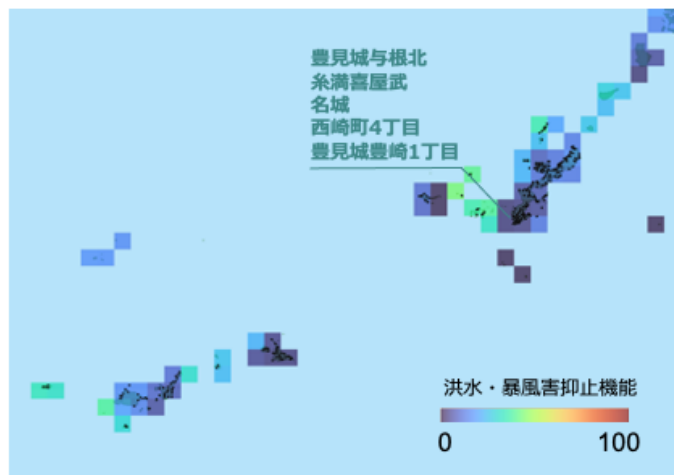 豊見城与根北
糸満喜屋武
名城
西崎町4丁目
豊見城豊崎1丁目
洪水・暴風害抑止機能
0 100